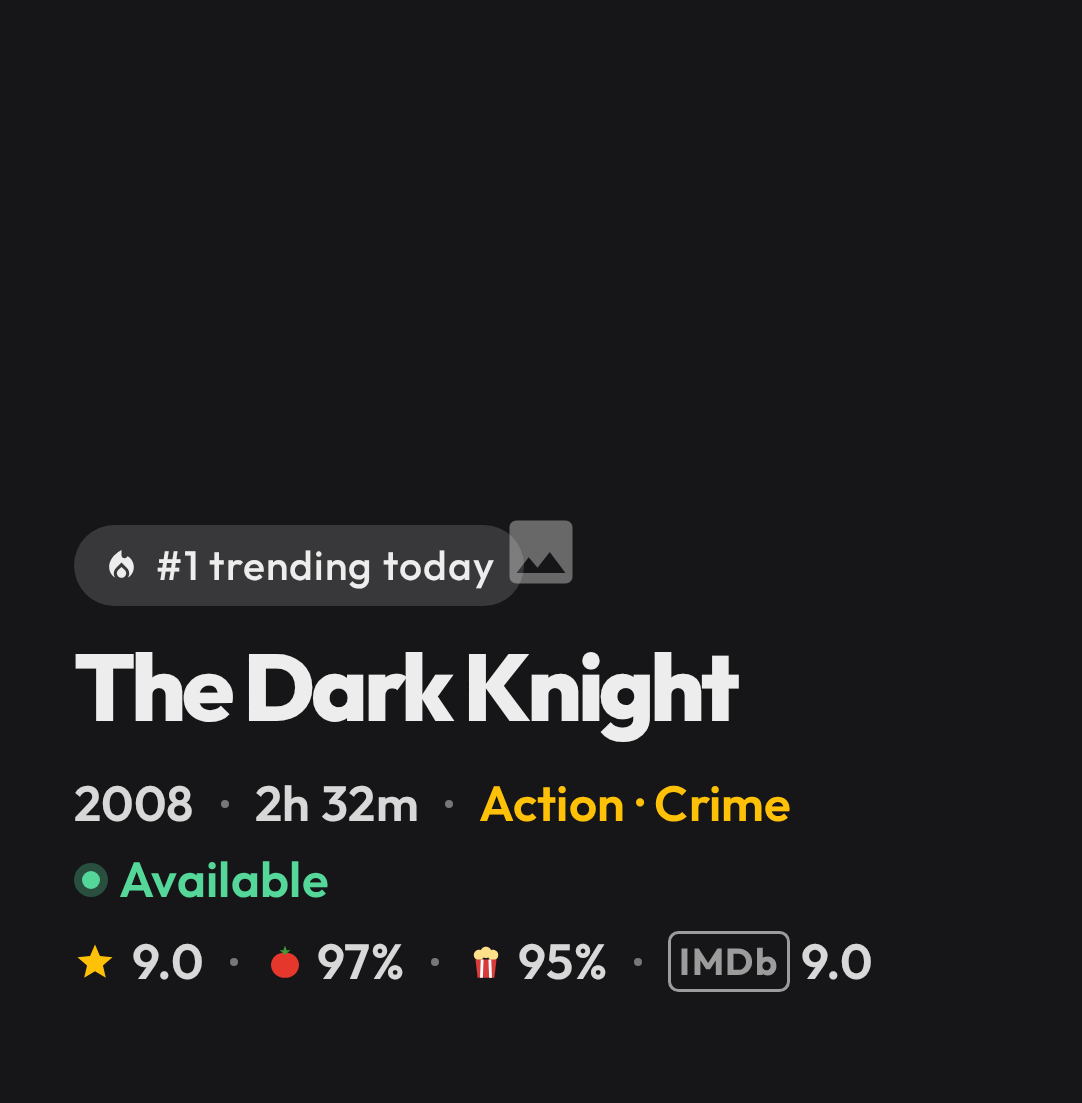 #1 trending today
The Dark Knight
2008 · 2h 32m · Action · Crime
Available
9.0 · 97% · 95% · IMDb 9.0